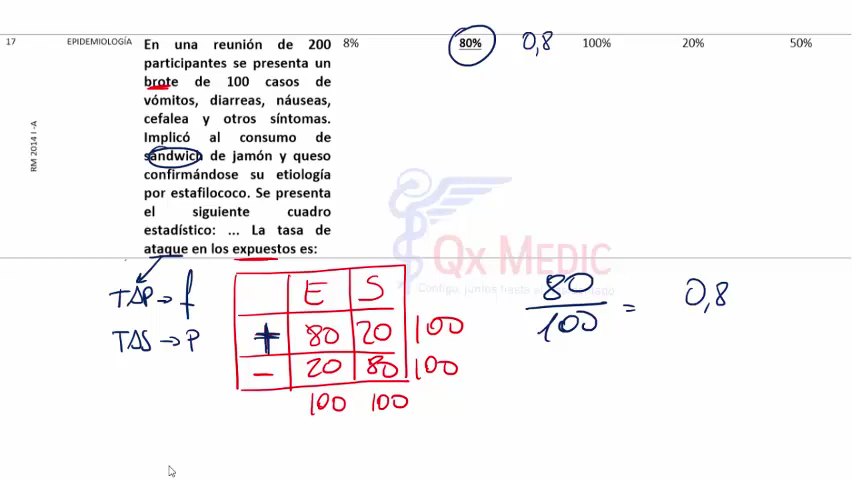 17 EPIDEMIOLOGÍA En una reunión de 200 8% 80% 0,8 100% 20% 50%
participantes se presenta un
brote de 100 casos de
vómitos, diarreas, náuseas,
cefalea y otros síntomas.
Implicó al consumo de
sándwich de jamón y queso
confirmándose su etiología
por estafilococo. Se presenta
el siguiente cuadro
estadístico: ... La tasa de
ataque en los expuestos es:
RM 2014 I -A
Qx MEDIC
TAP → f
TAS → P
E S
+ 80 20 100
- 20 80 100
100 100
80
100
= 0,8